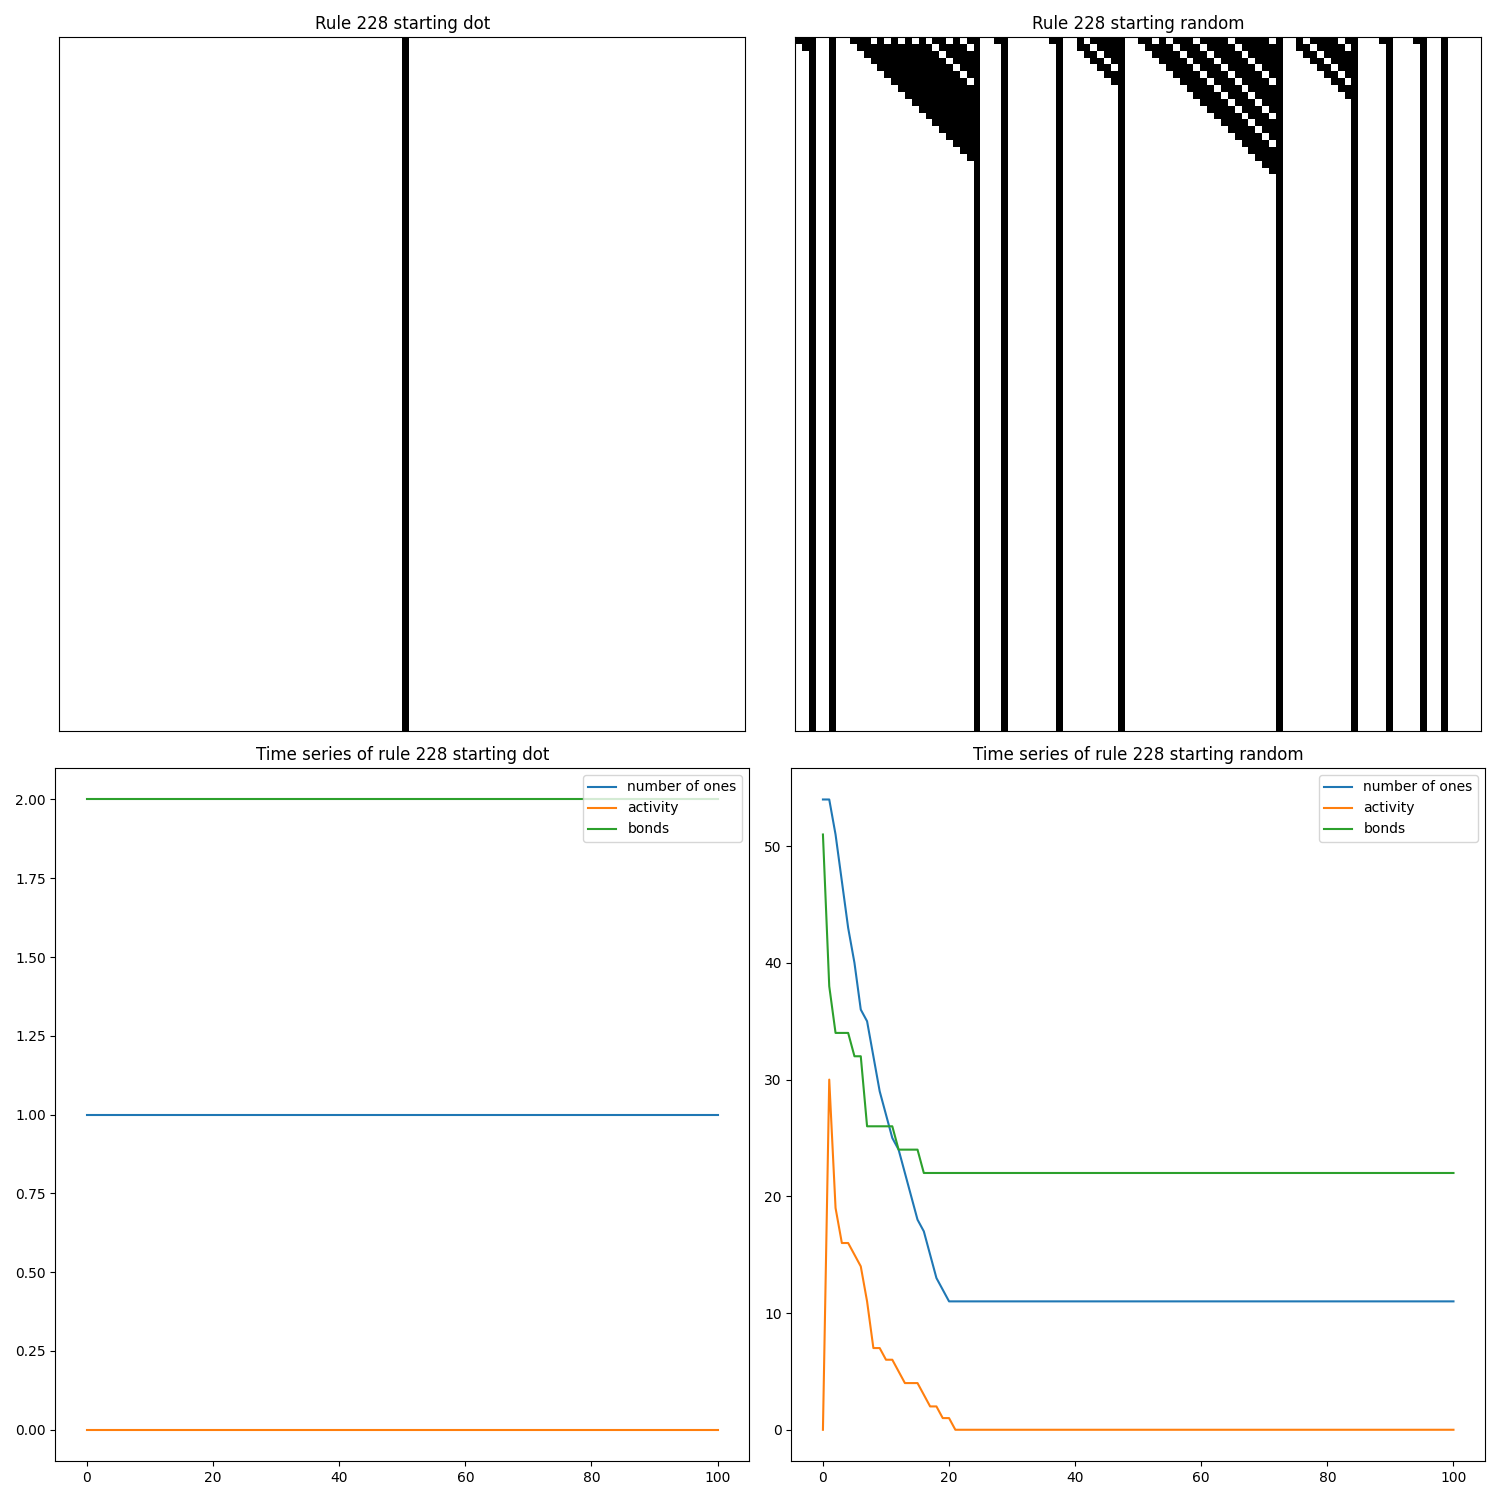 Rule 228 starting dot
Rule 228 starting random
Time series of rule 228 starting dot
number of ones
activity
bonds
2.00
1.75
1.50
1.25
1.00
0.75
0.50
0.25
0.00
0 20 40 60 80 100
Time series of rule 228 starting random
number of ones
activity
bonds
50
40
30
20
10
0
0 20 40 60 80 100